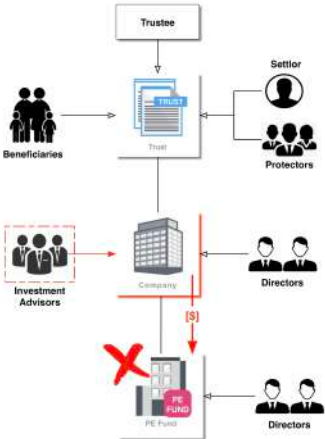 Trustee
Settlor
TRUST
Beneficiaries
Trust
Protectors
Investment
Advisors
Company
Directors
[$]
PE
FUND
PE Fund
Directors